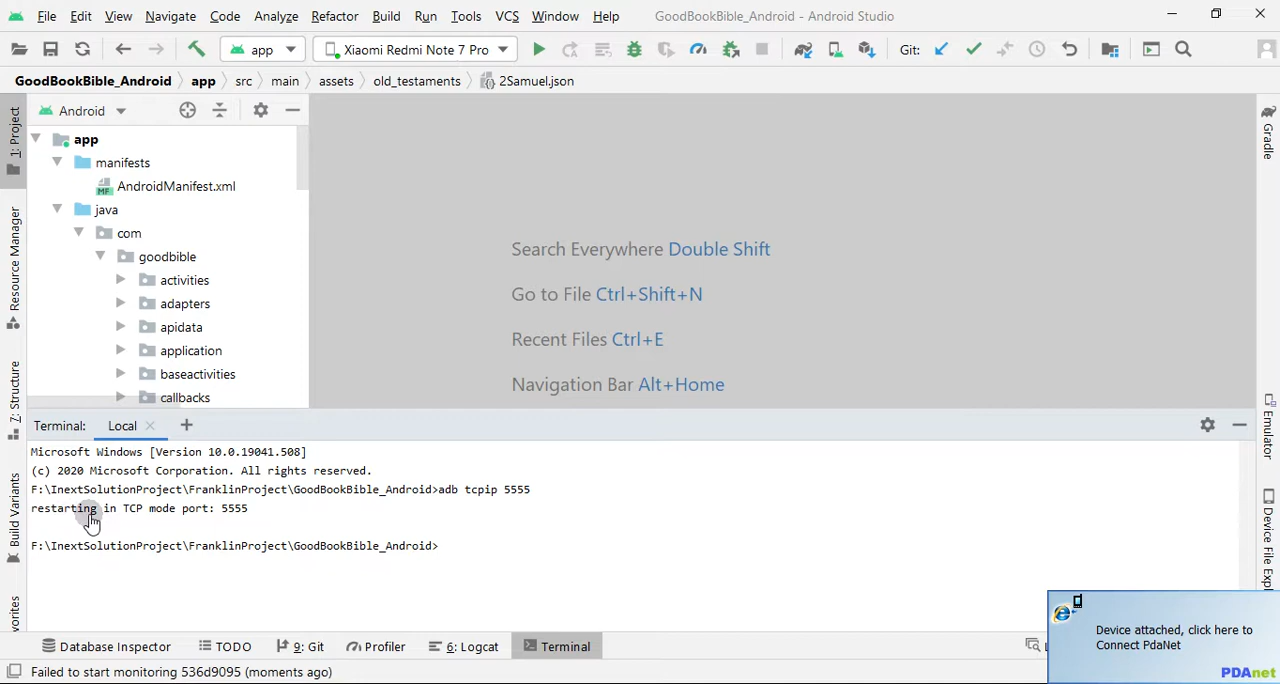 File Edit View Navigate Code Analyze Refactor Build Run Tools VCS Window Help GoodBookBible_Android - Android Studio
app Xiaomi Redmi Note 7 Pro Git:
GoodBookBible_Android app src main assets old_testaments 2Samuel.json
1: Project
Resource Manager
Z: Structure
Build Variants
Android
app
manifests
MF AndroidManifest.xml
java
com
goodbible
activities
adapters
apidata
application
baseactivities
callbacks
Search Everywhere Double Shift
Go to File Ctrl+Shift+N
Recent Files Ctrl+E
Navigation Bar Alt+Home
Gradle
Emulator
Terminal: Local
Microsoft Windows [Version 10.0.19041.508]
(c) 2020 Microsoft Corporation. All rights reserved.
F:\InextSolutionProject\FranklinProject\GoodBookBible_Android>adb tcpip 5555
restarting in TCP mode port: 5555
F:\InextSolutionProject\FranklinProject\GoodBookBible_Android>
Device attached, click here to
Connect PdaNet
PDAnet
Database Inspector TODO 9: Git Profiler 6: Logcat Terminal
Failed to start monitoring 536d9095 (moments ago)